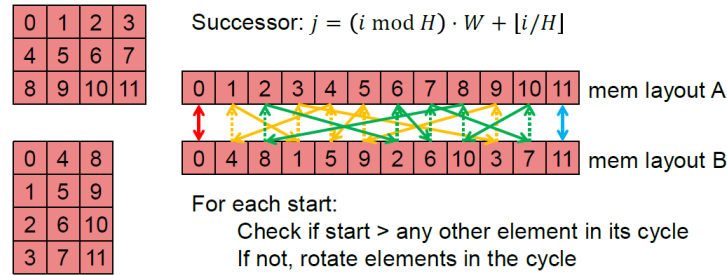 0 1 2 3
4 5 6 7
8 9 10 11
Successor: j = (i mod H) · W + ⌊i/H⌋
0 1 2 3 4 5 6 7 8 9 10 11 mem layout A
0 4 8 1 5 9 2 6 10 3 7 11 mem layout B
0 4 8
1 5 9
2 6 10
3 7 11
For each start:
Check if start > any other element in its cycle
If not, rotate elements in the cycle